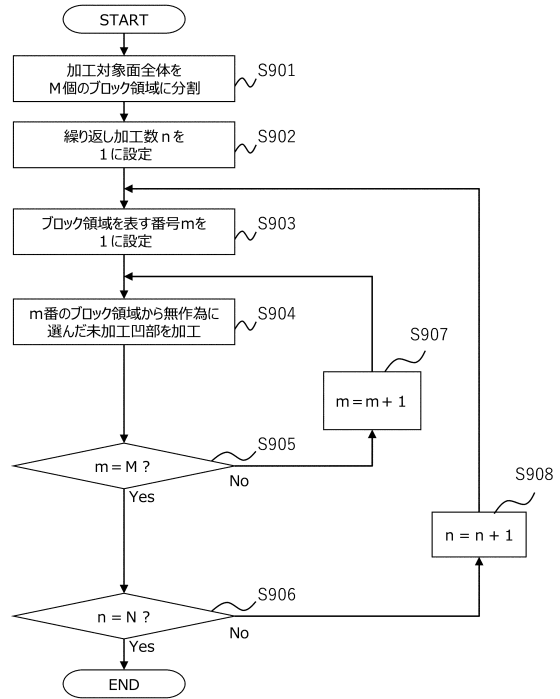 START
加工対象面全体を
M個のブロック領域に分割
S901
繰り返し加工数nを
1に設定
S902
ブロック領域を表す番号mを
1に設定
S903
m番のブロック領域から無作為に
選んだ未加工凹部を加工
S904
S907
m=m+1
m=M?
S905
No
Yes
S908
n=n+1
n=N?
S906
No
Yes
END